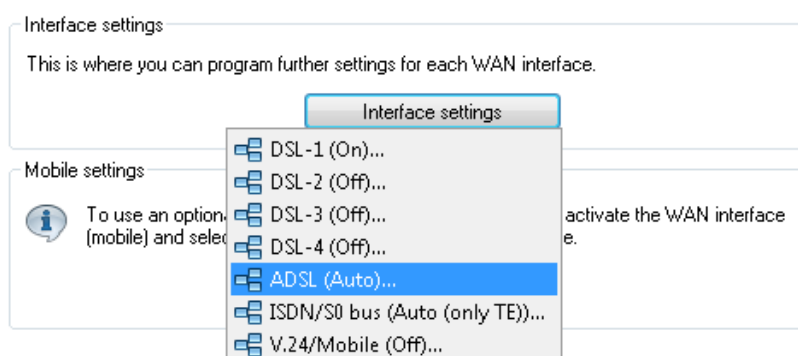 Interface settings
This is where you can program further settings for each WAN interface.
Interface settings
DSL-1 (On)...
Mobile settings
DSL-2 (Off)...
To use an option
DSL-3 (Off)...
activate the WAN interface
(mobile) and selec
DSL-4 (Off)...
e.
ADSL (Auto)...
ISDN/S0 bus (Auto (only TE))...
V.24/Mobile (Off)...